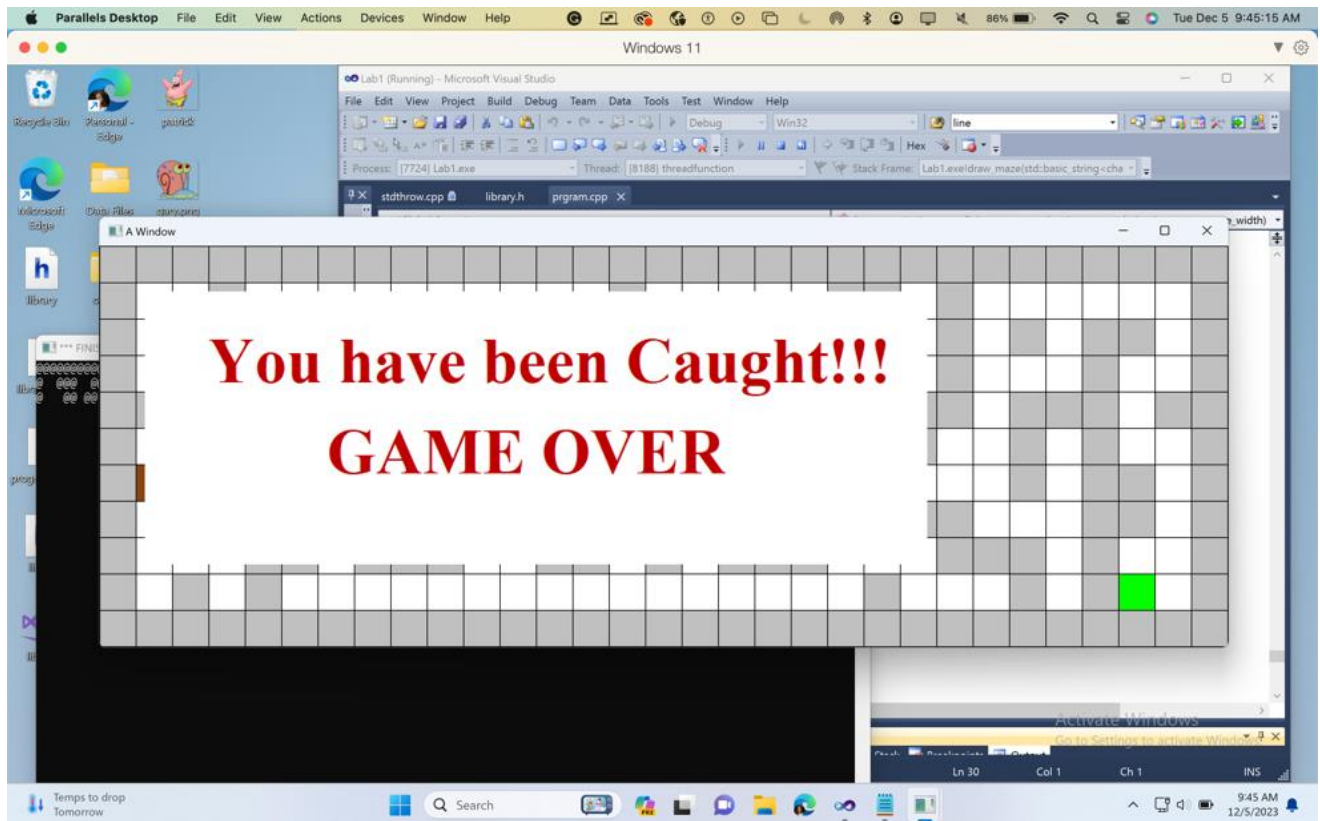 Parallels Desktop File Edit View Actions Devices Window Help 86% Tue Dec 5 9:45:15 AM
Windows 11
Lab1 (Running) - Microsoft Visual Studio
File Edit View Project Build Debug Team Data Tools Test Window Help
Debug Win32 line
Hex
Process: [7724] Lab1.exe Thread: [8188] threadfunction Stack Frame: Lab1.exe!draw_maze(std::basic_string<cha
stdthrow.cpp library.h prgram.cpp
Recycle Bin
Personal - Edge
patrick
Microsoft Edge
Data Files
library
_width)
A Window
*** FINIS
You have been Caught!!!
GAME OVER
Activate Windows
Go to Settings to activate Windows
Ln 30 Col 1 Ch 1 INS
Temps to drop
Tomorrow
Search
9:45 AM
12/5/2023